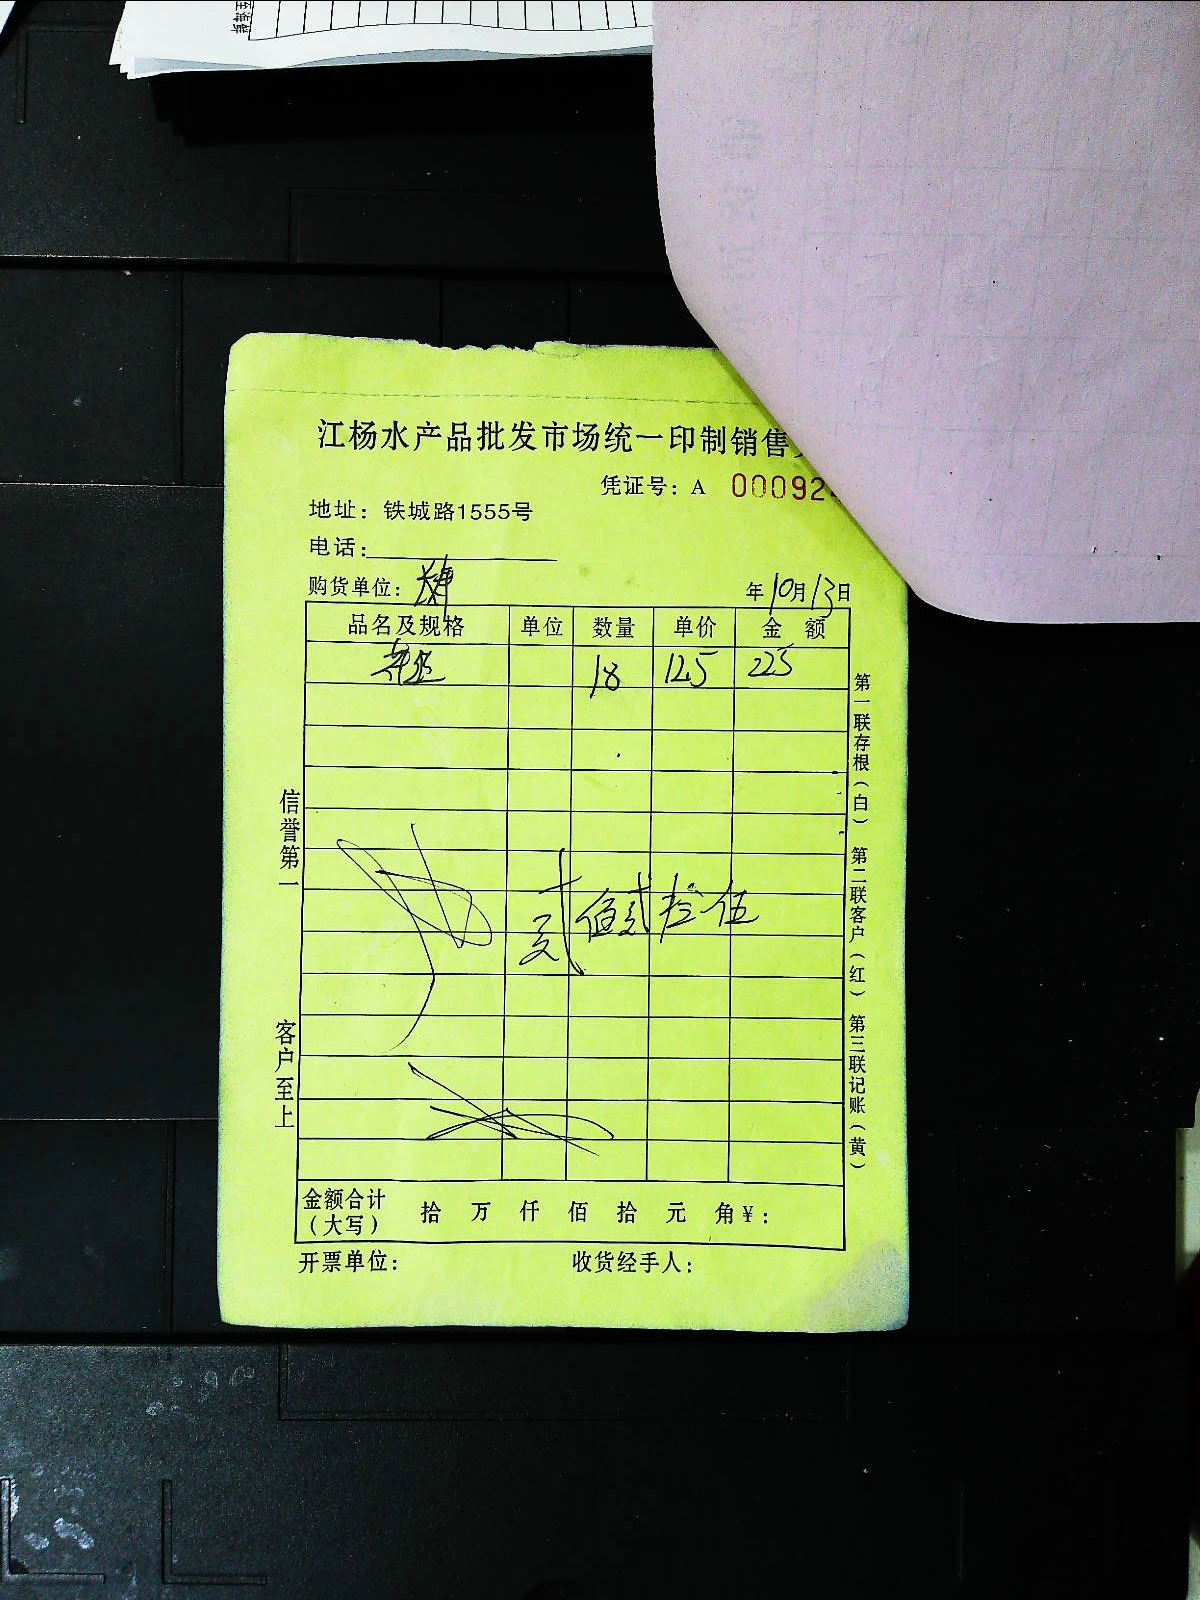 江杨水产品批发市场统一印制销售
凭证号：A 00092
地址：铁城路1555号
电话：
购货单位： 年10月13日
品名及规格 单位 数量 单价 金 额
18 12.5 225
贰佰贰拾伍
信誉第一
客户至上
第一联存根（白） 第二联客户（红） 第三联记账（黄）
金额合计（大写） 拾 万 仟 佰 拾 元 角￥：
开票单位： 收货经手人：